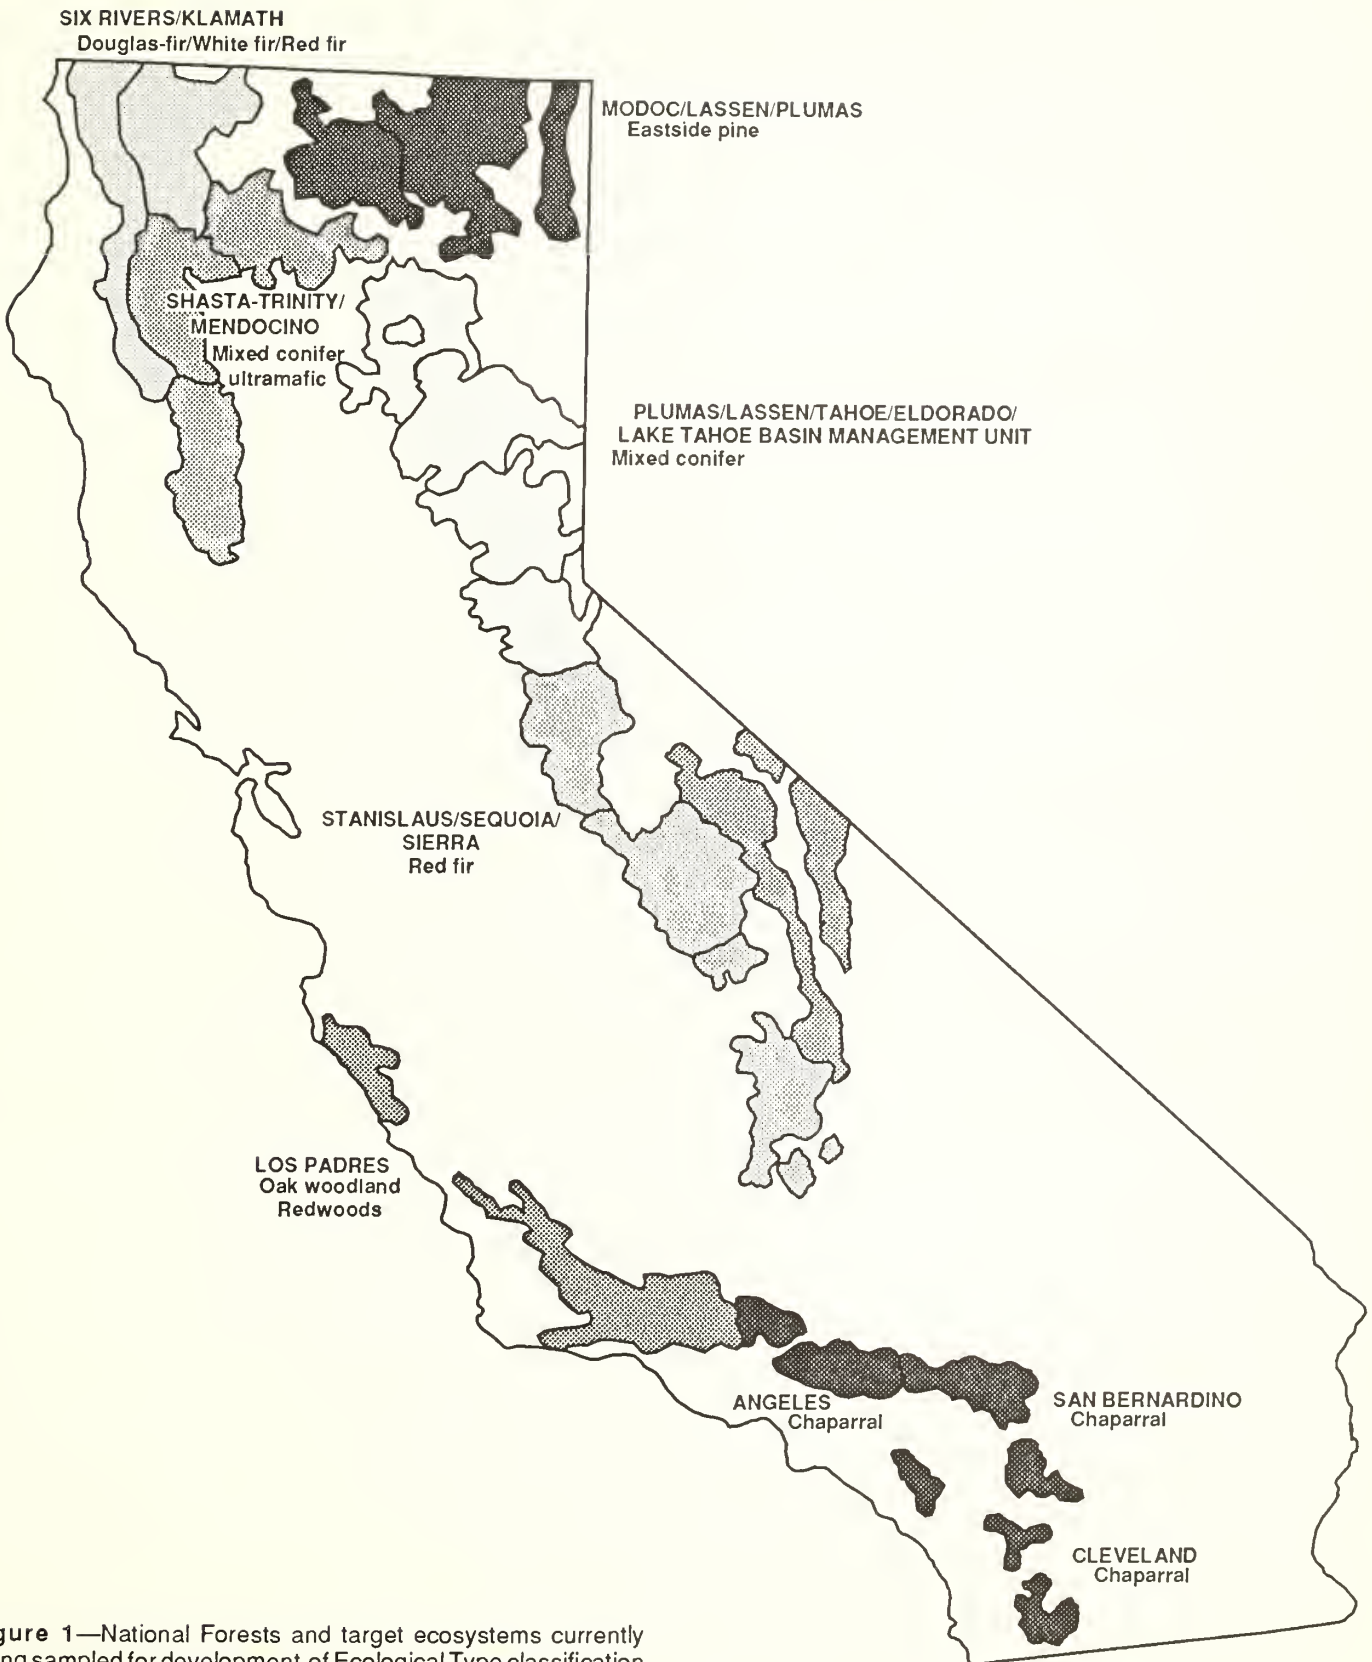 SIX RIVERS/KLAMATH
Douglas-fir/White fir/Red fir
MODOC/LASSEN/PLUMAS
Eastside pine
SHASTA-TRINITY/
MENDOCINO
Mixed conifer
ultramafic
PLUMAS/LASSEN/TAHOE/ELDORADO/
LAKE TAHOE BASIN MANAGEMENT UNIT
Mixed conifer
STANISLAUS/SEQUOIA/
SIERRA
Red fir
LOS PADRES
Oak woodland
Redwoods
ANGELES
Chaparral
SAN BERNARDINO
Chaparral
CLEVELAND
Chaparral
gure 1—National Forests and target ecosystems currently
ng sampled for development of Ecological Type classification